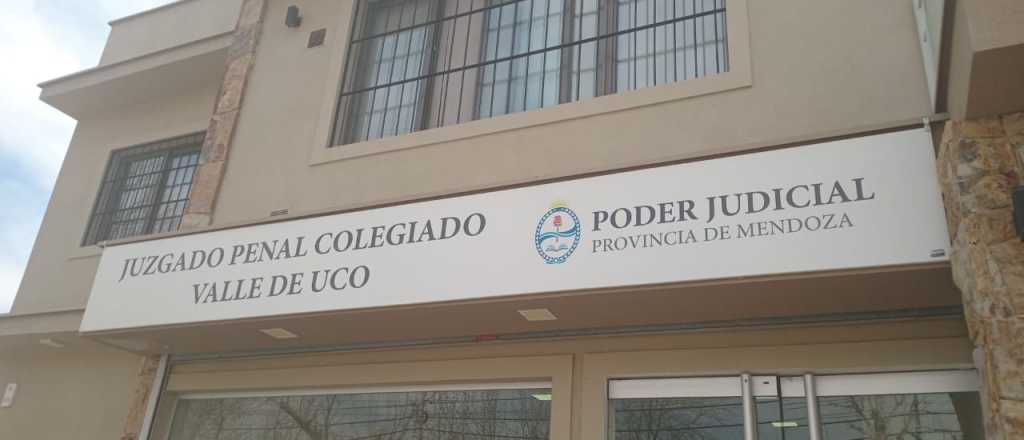 JUZGADO PENAL COLEGIADO
VALLE DE UCO
PODER JUDICIAL
PROVINCIA DE MENDOZA